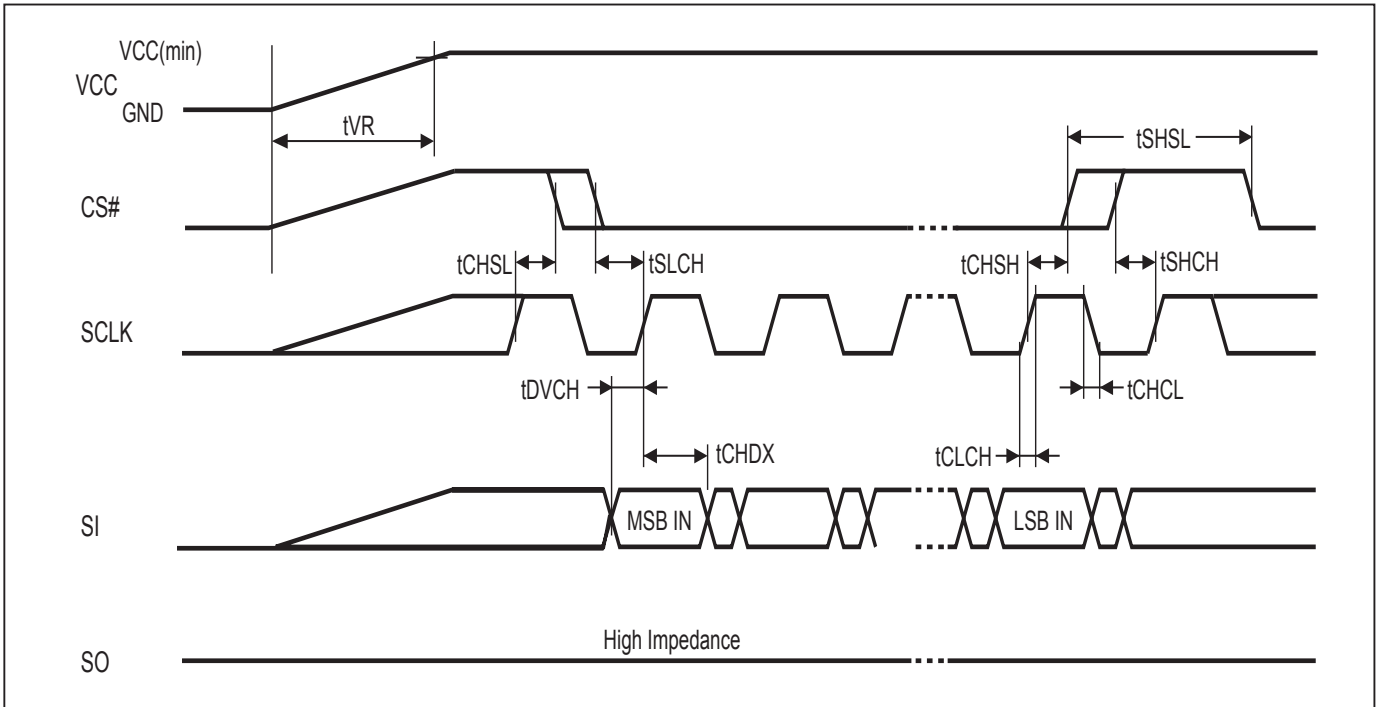 VCC(min)
VCC
GND
tVR
tSHSL
CS#
tCHSL
tSLCH
tCHSH
tSHCH
SCLK
tDVCH
tCHCL
tCHDX
tCLCH
SI
MSB IN
LSB IN
High Impedance
SO